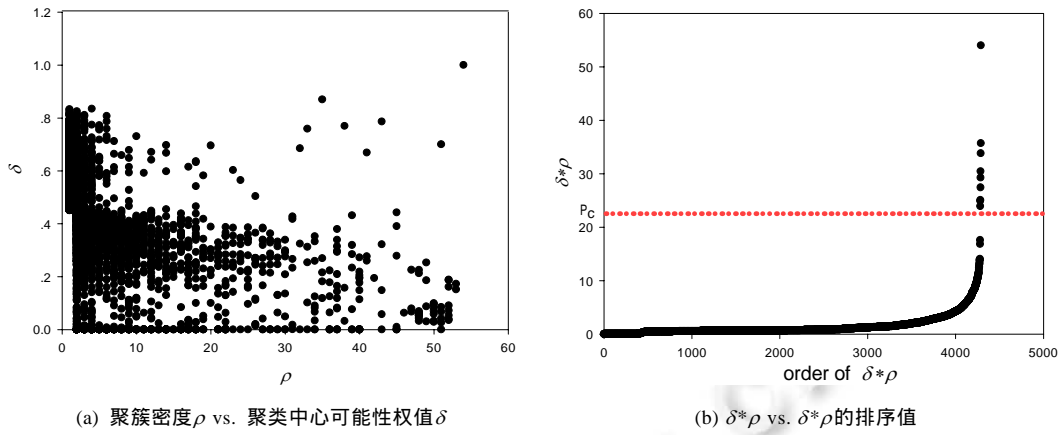 1.2
1.0
.8
.6
.4
.2
0.0
δ
0 10 20 30 40 50 60
ρ
(a) 聚簇密度ρ vs. 聚类中心可能性权值δ
60
50
40
30
Pc
20
10
0
δ*ρ
0 1000 2000 3000 4000 5000
order of δ*ρ
(b) δ*ρ vs. δ*ρ的排序值